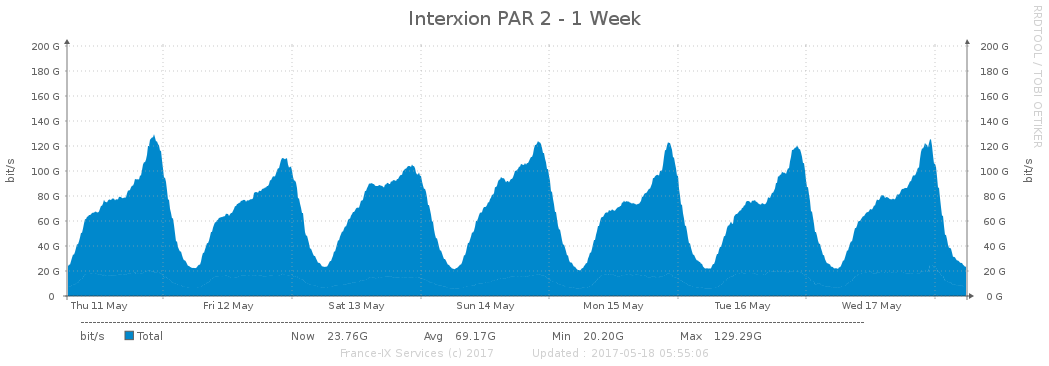 Interxion PAR 2 - 1 Week
RRDTOOL / TOBI OETIKER
200 G 200 G
180 G 180 G
160 G 160 G
140 G 140 G
120 G 120 G
100 G 100 G
80 G 80 G
60 G 60 G
40 G 40 G
20 G 20 G
0 0 G
bit/s
bit/s
Thu 11 May Fri 12 May Sat 13 May Sun 14 May Mon 15 May Tue 16 May Wed 17 May
bit/s Total Now 23.76G Avg 69.17G Min 20.20G Max 129.29G
France-IX Services (c) 2017 Updated : 2017-05-18 05:55:06